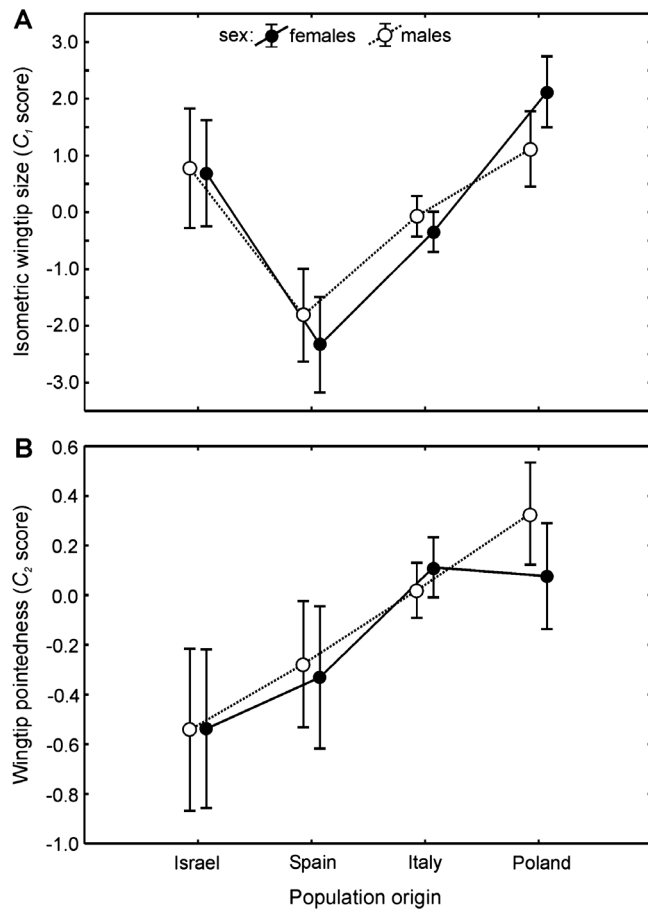 A
sex: females males
3.0
2.0
1.0
0.0
-1.0
-2.0
-3.0
Isometric wingtip size (C₁ score)
B
0.6
0.4
0.2
0.0
-0.2
-0.4
-0.6
-0.8
-1.0
Wingtip pointedness (C₂ score)
Israel Spain Italy Poland
Population origin